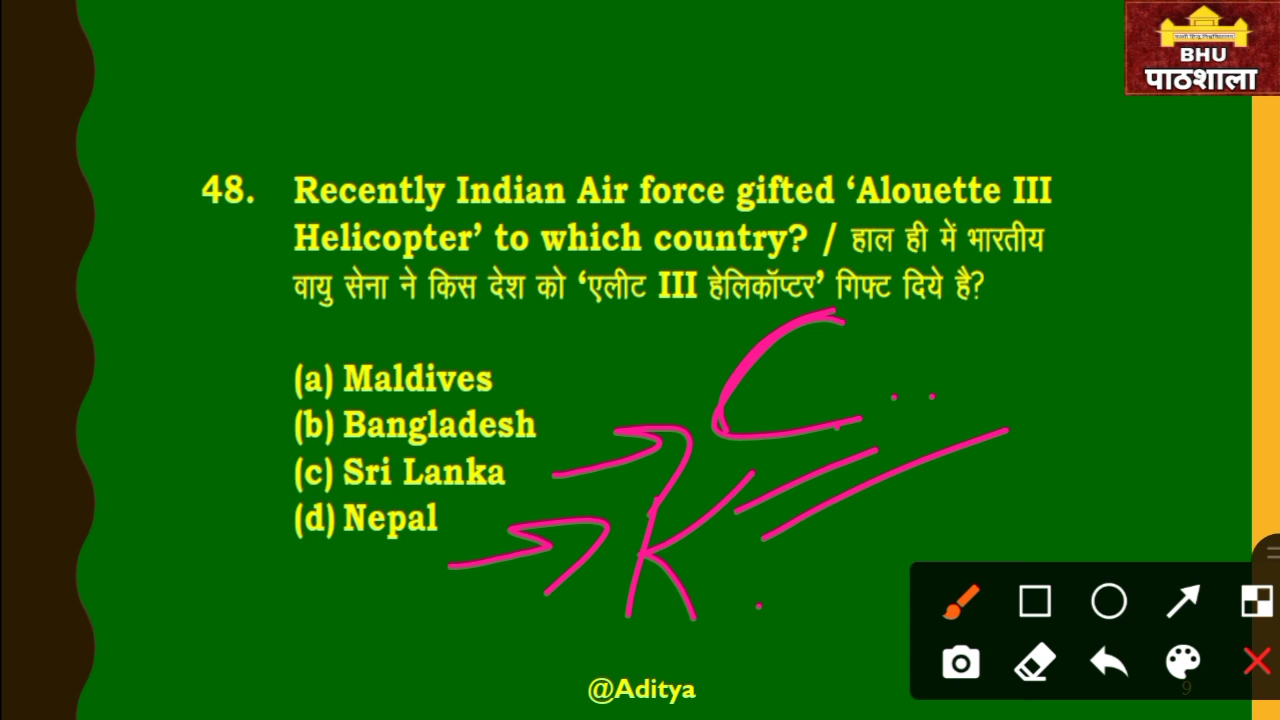 BHU
पाठशाला
48. Recently Indian Air force gifted ‘Alouette III
Helicopter’ to which country? / हाल ही में भारतीय
वायु सेना ने किस देश को ‘एलीट III हेलिकॉप्टर’ गिफ्ट दिये है?
(a) Maldives
(b) Bangladesh
(c) Sri Lanka
(d) Nepal
C
K
@Aditya
9